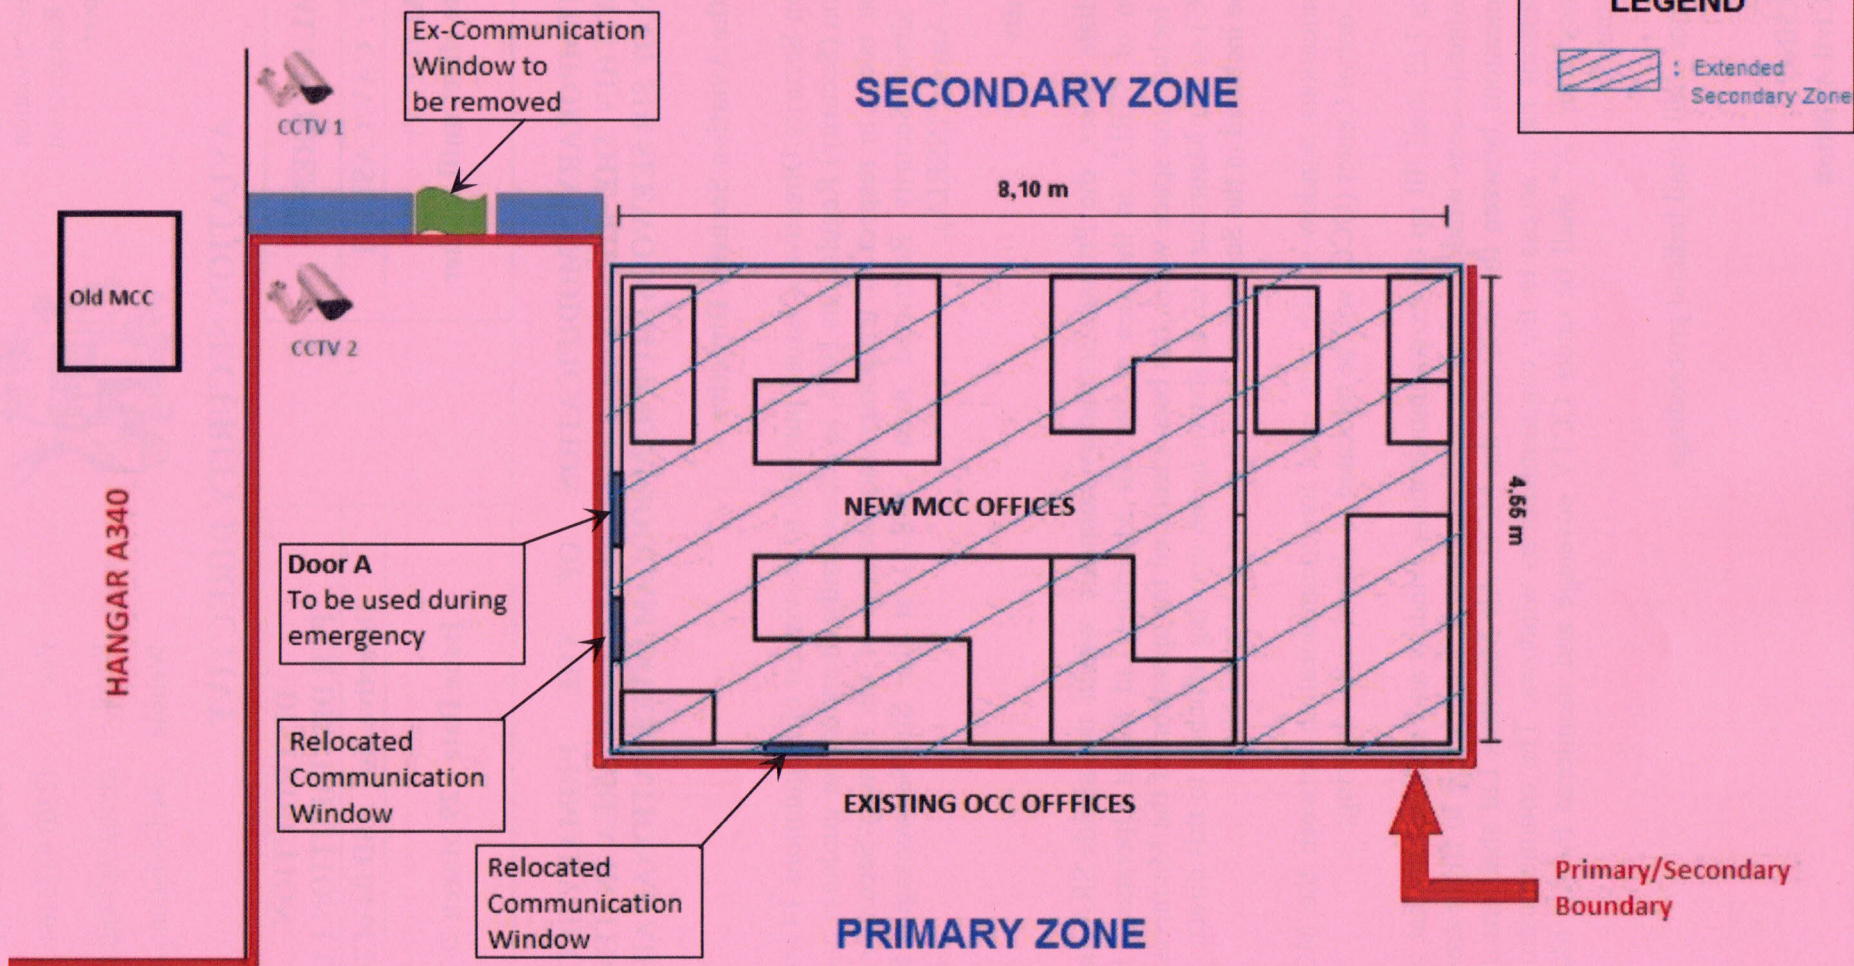 LEGEND
: Extended
Secondary Zone
Ex-Communication
Window to
be removed
SECONDARY ZONE
CCTV 1
8,10 m
Old MCC
CCTV 2
HANGAR A340
NEW MCC OFFICES
4,55 m
Door A
To be used during
emergency
Relocated
Communication
Window
EXISTING OCC OFFFICES
Relocated
Communication
Window
Primary/Secondary
Boundary
PRIMARY ZONE